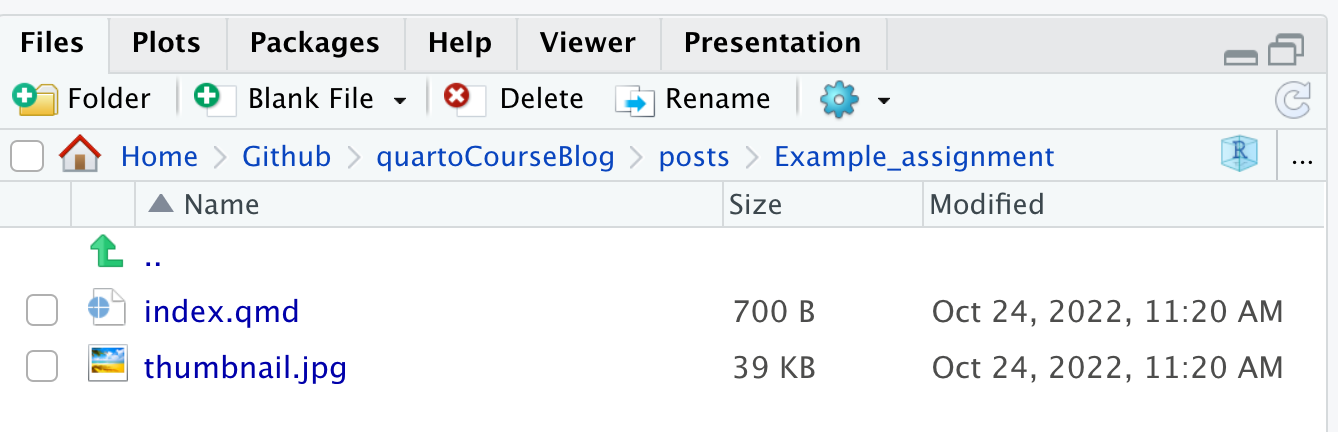 Files Plots Packages Help Viewer Presentation
Folder Blank File Delete Rename
Home Github quartoCourseBlog posts Example_assignment R ...
Name Size Modified
..
index.qmd 700 B Oct 24, 2022, 11:20 AM
thumbnail.jpg 39 KB Oct 24, 2022, 11:20 AM